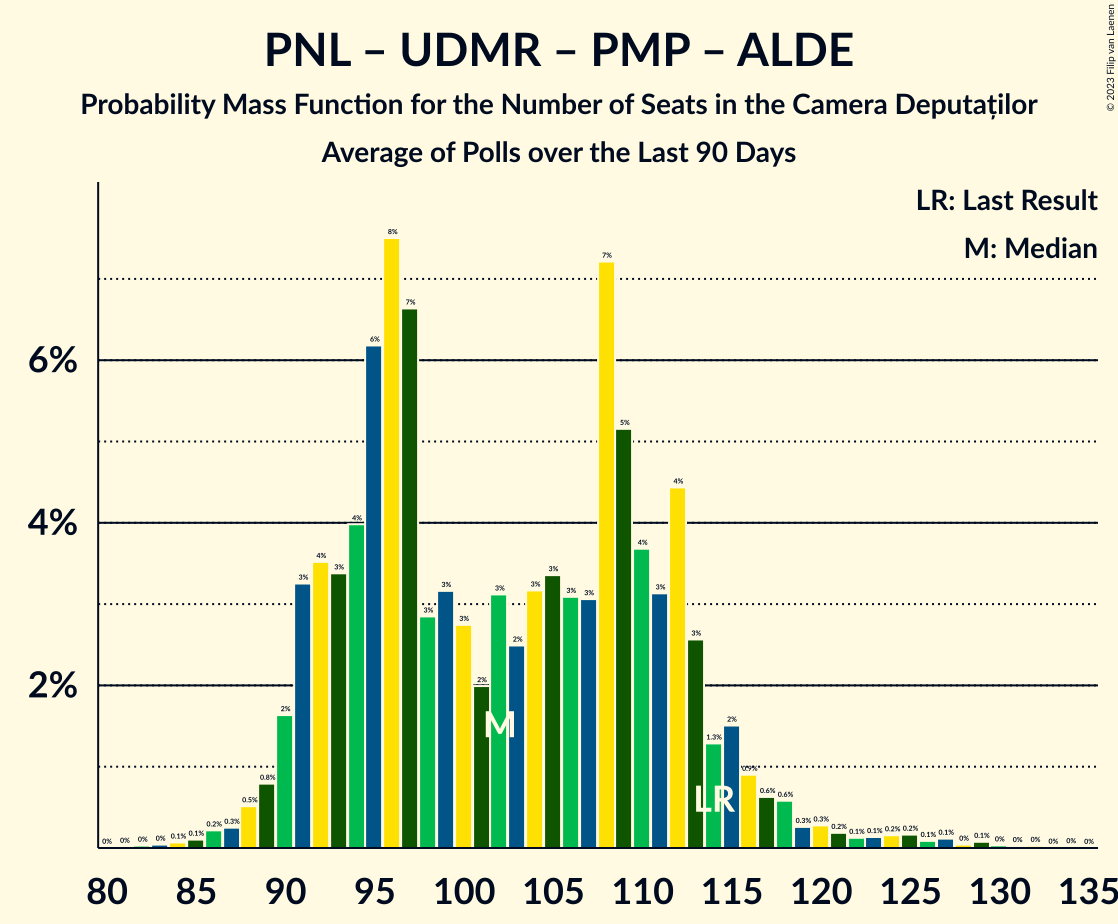 PNL – UDMR – PMP – ALDE
Probability Mass Function for the Number of Seats in the Camera Deputaților
Average of Polls over the Last 90 Days
© 2023 Filip van Laenen
LR: Last Result
M: Median
6%
4%
2%
0% 0% 0% 0% 0.1% 0.1% 0.2% 0.3% 0.5% 0.8% 2% 3% 4% 3% 4% 6% 8% 7% 3% 3% 3% 2% 3% 2% 3% 3% 3% 3% 7% 5% 4% 3% 4% 3% 1.3% 2% 0.9% 0.6% 0.6% 0.3% 0.3% 0.2% 0.1% 0.1% 0.2% 0.2% 0.1% 0.1% 0% 0.1% 0% 0% 0% 0% 0% 0%
M
LR
80 85 90 95 100 105 110 115 120 125 130 135